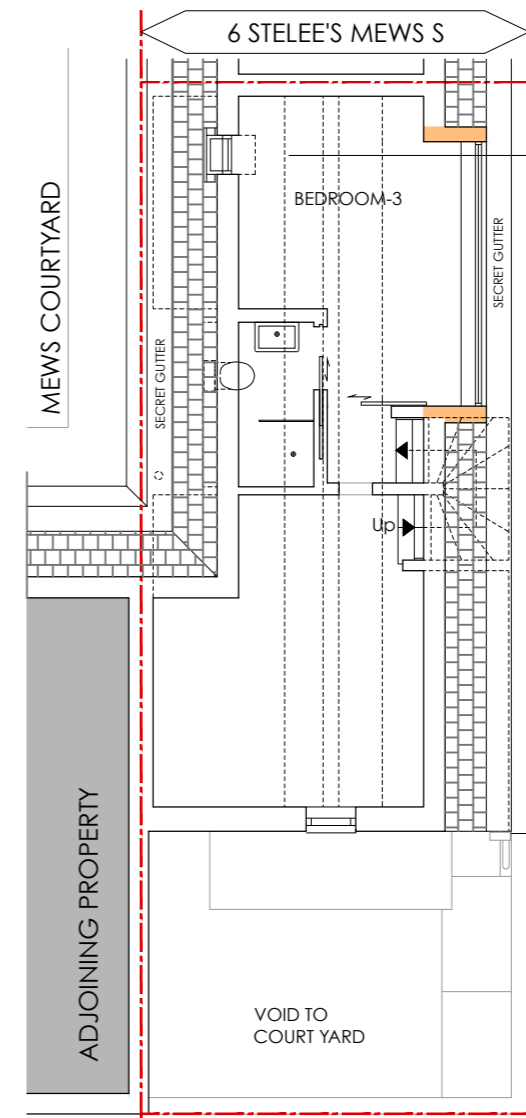 6 STELEE'S MEWS S
BEDROOM-3
MEWS COURTYARD
SECRET GUTTER
SECRET GUTTER
Up
ADJOINING PROPERTY
VOID TO
COURT YARD